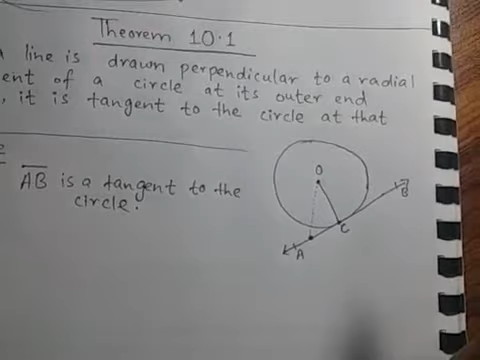 Theorem 10.1
line is drawn perpendicular to a radial
ent of a circle at its outer end
, it is tangent to the circle at that
AB is a tangent to the
circle.
O
B
C
A